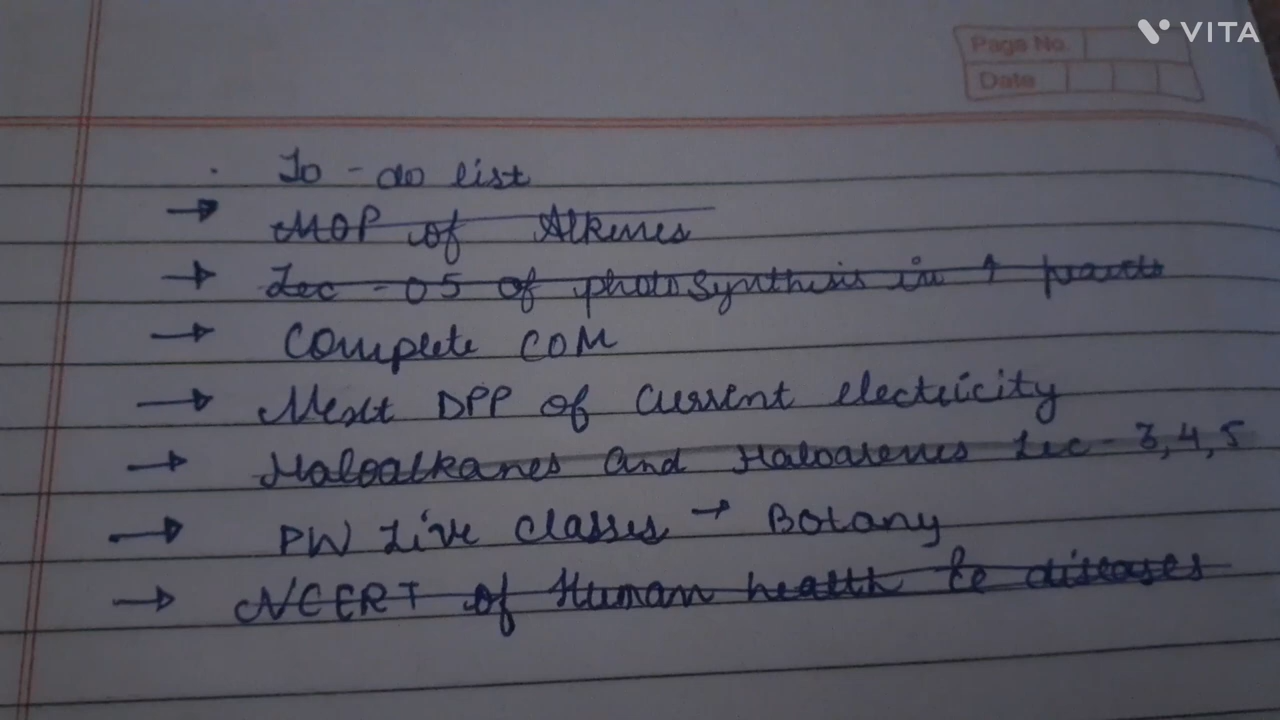 VITA
Page No.
Date
To-do list
→ MOP of Alkenes
→ Lec-05 of photosynthesis in
→ Complete COM
→ Next DPP of Current electricity
→ Haloalkanes and Haloarenes Lec-3,4,5
→ PW Live classes → Botany
→ NCERT of Human health & diseases